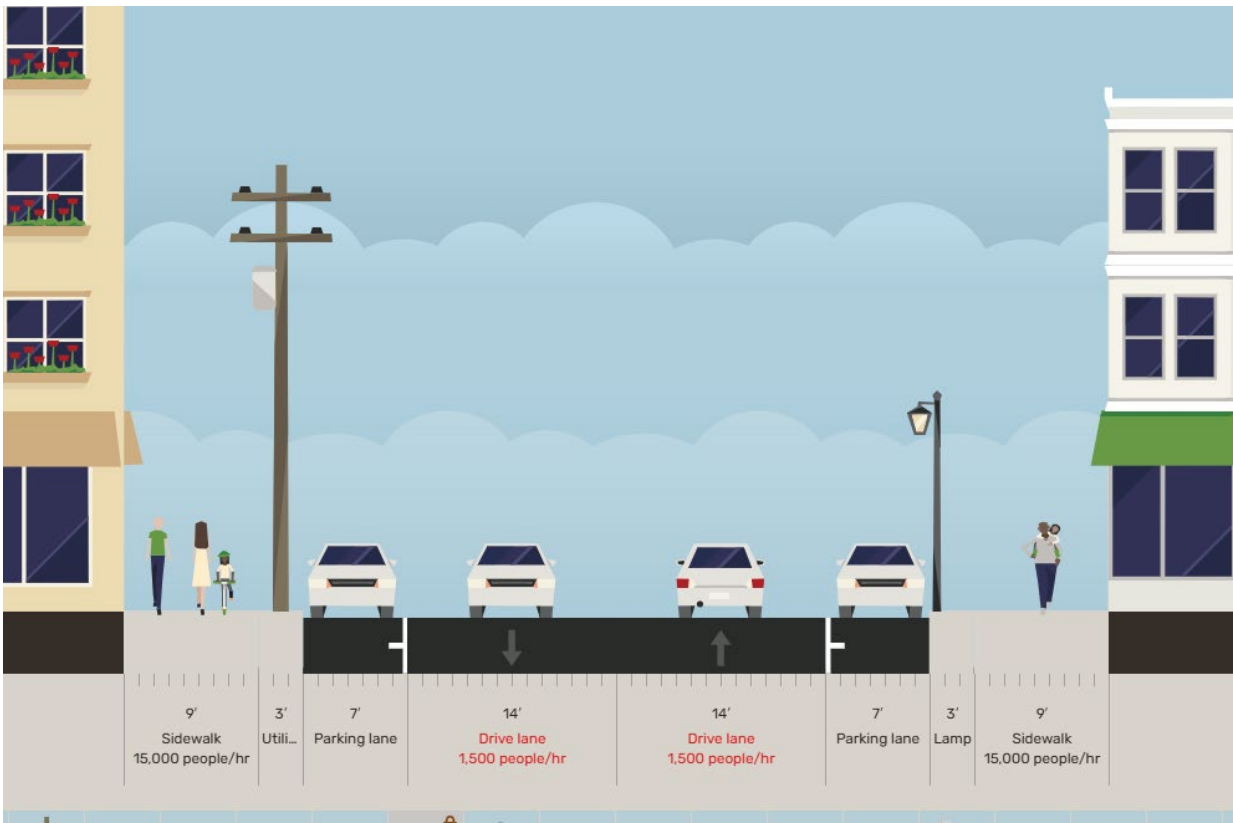 9'
Sidewalk
15,000 people/hr
3'
Utili...
7'
Parking lane
14'
Drive lane
1,500 people/hr
14'
Drive lane
1,500 people/hr
7'
Parking lane
3'
Lamp
9'
Sidewalk
15,000 people/hr